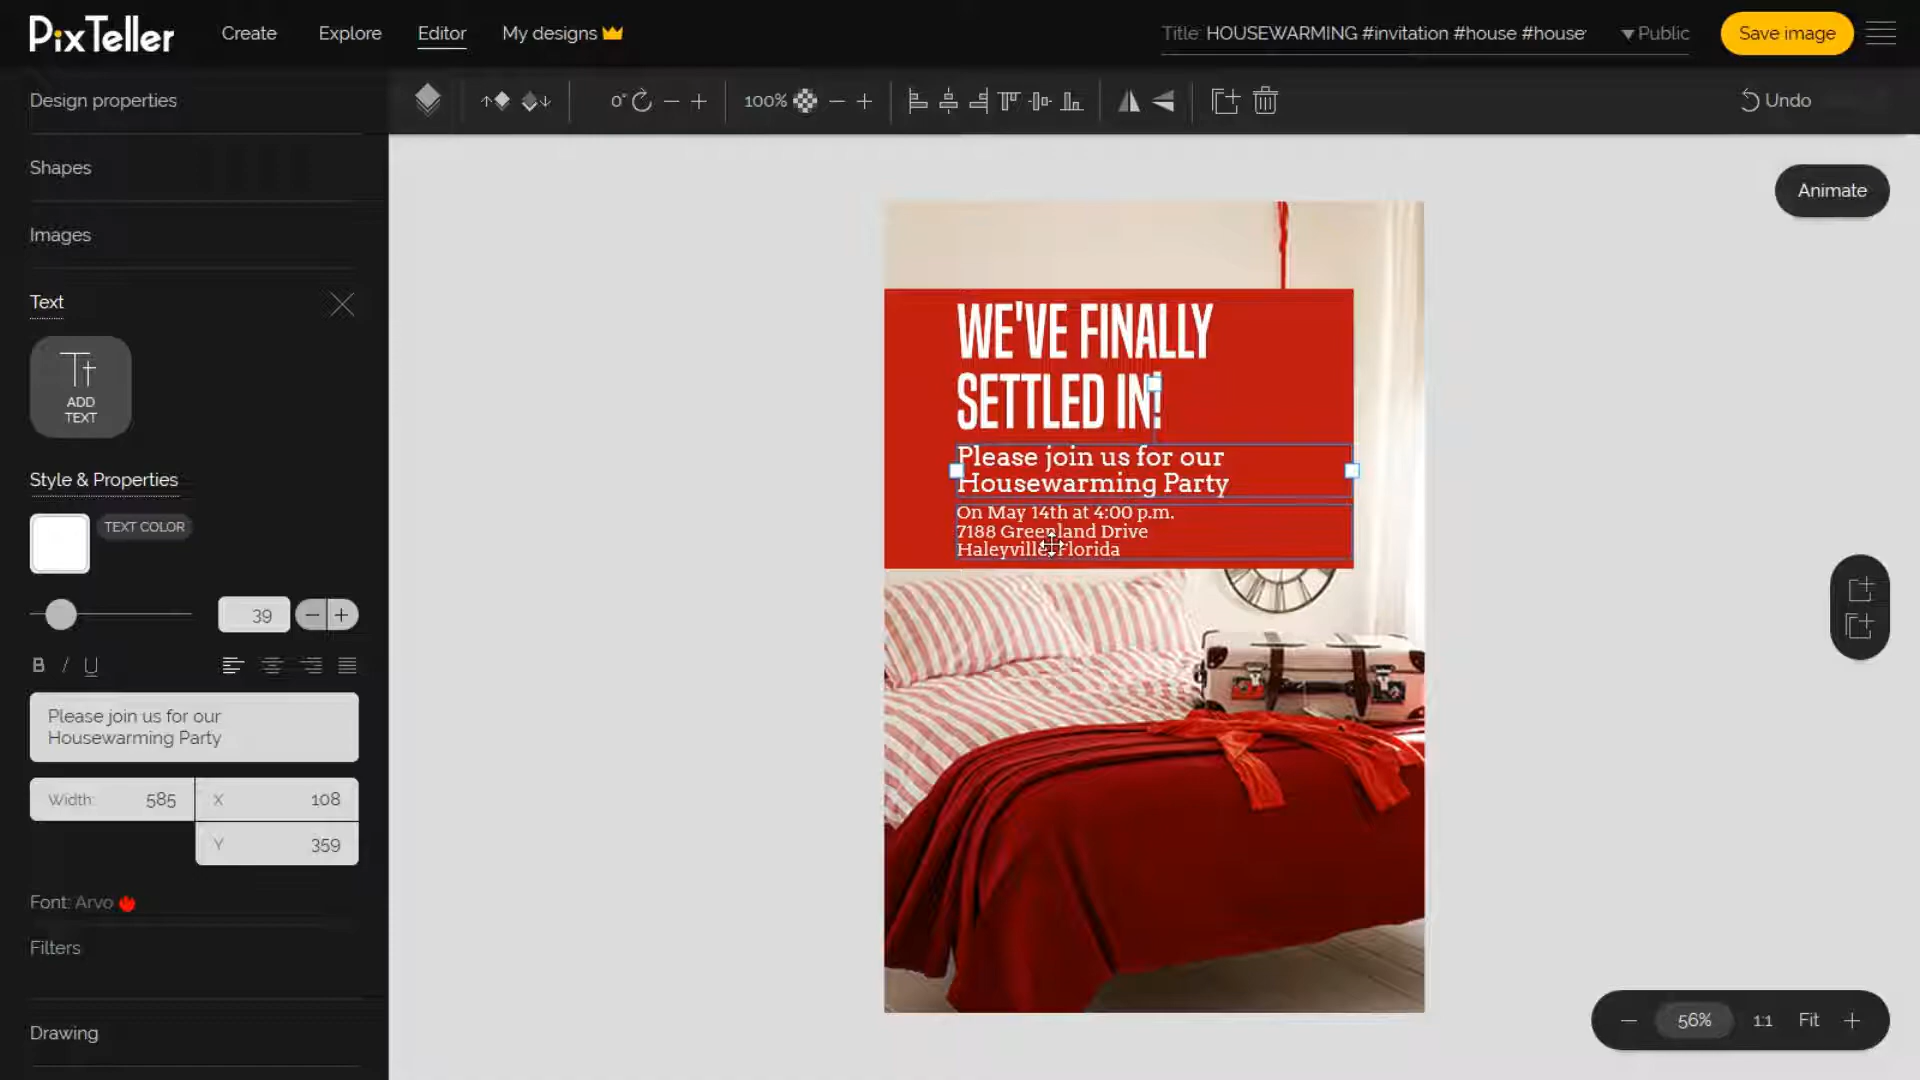 PixTeller
Create
Explore
Editor
My designs
Title: HOUSEWARMING #invitation #house #house
Public
Save image
Design properties
0°
100%
Undo
Shapes
Animate
Images
Text
ADD
TEXT
Style & Properties
TEXT COLOR
39
B / U
Please join us for our
Housewarming Party
Width: 585
X 108
Y 359
Font: Arvo
Filters
Drawing
WE'VE FINALLY
SETTLED IN!
Please join us for our
Housewarming Party
On May 14th at 4:00 p.m.
7188 Greenland Drive
Haleyville, Florida
56%
1:1
Fit